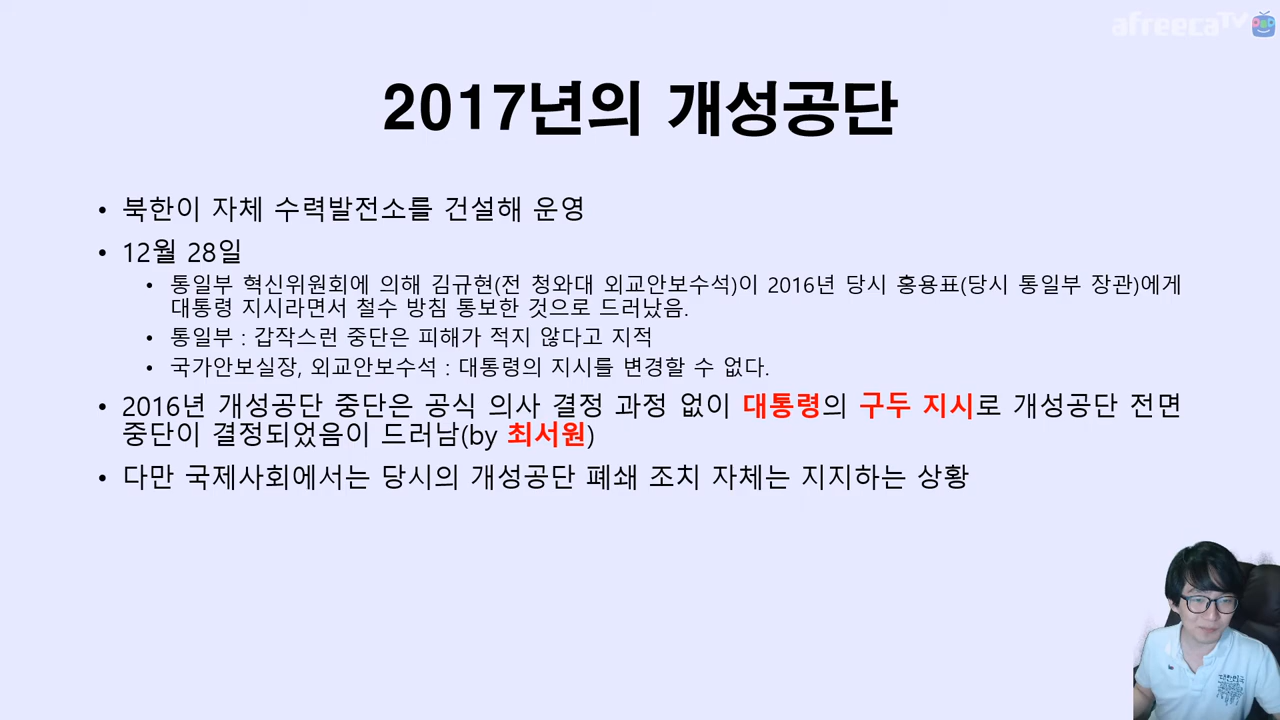 afreecaTV
2017년의 개성공단
• 북한이 자체 수력발전소를 건설해 운영
• 12월 28일
• 통일부 혁신위원회에 의해 김규현(전 청와대 외교안보수석)이 2016년 당시 홍용표(당시 통일부 장관)에게
대통령 지시라면서 철수 방침 통보한 것으로 드러났음.
• 통일부 : 갑작스런 중단은 피해가 적지 않다고 지적
• 국가안보실장, 외교안보수석 : 대통령의 지시를 변경할 수 없다.
• 2016년 개성공단 중단은 공식 의사 결정 과정 없이 대통령의 구두 지시로 개성공단 전면
중단이 결정되었음이 드러남(by 최서원)
• 다만 국제사회에서는 당시의 개성공단 폐쇄 조치 자체는 지지하는 상황